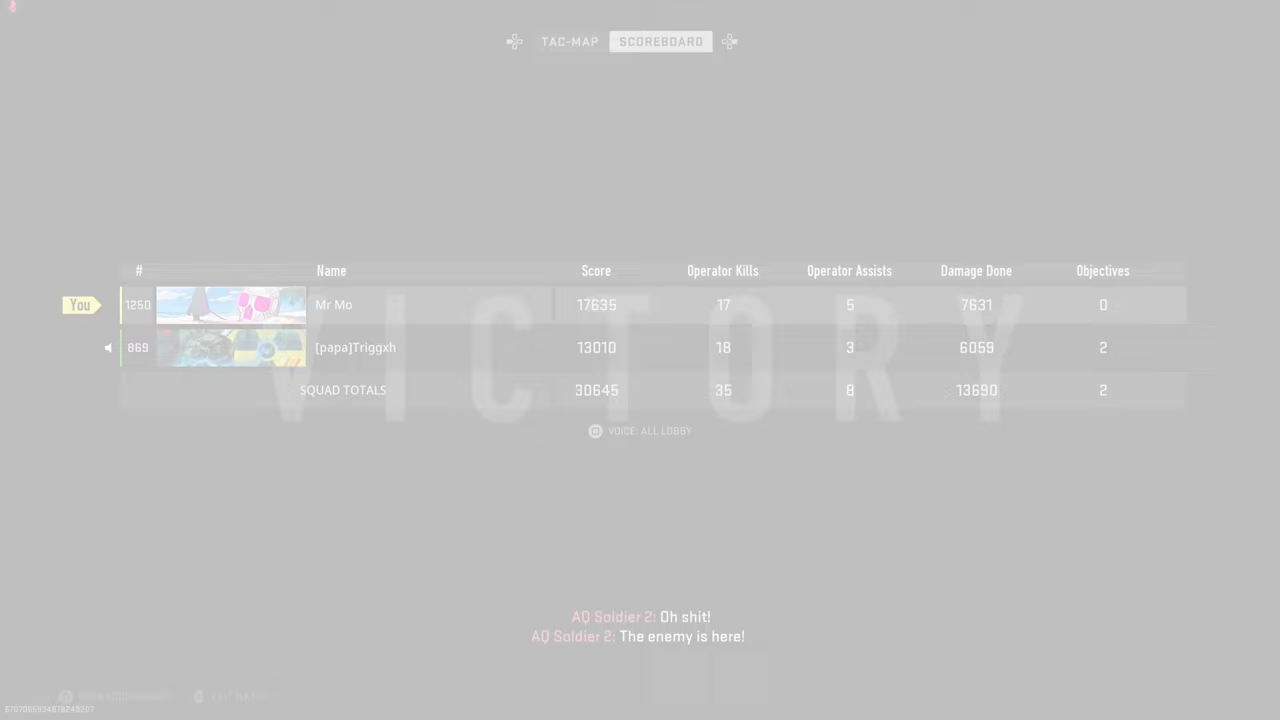 TAC-MAP SCOREBOARD
# Name Score Operator Kills Operator Assists Damage Done Objectives
You 1250 Mr Mo 17635 17 5 7631 0
869 [papa]Triggxh 13010 18 3 6059 2
SQUAD TOTALS 30645 35 8 13690 2
VICTORY
VOICE: ALL LOBBY
AQ Soldier 2: Oh shit!
AQ Soldier 2: The enemy is here!